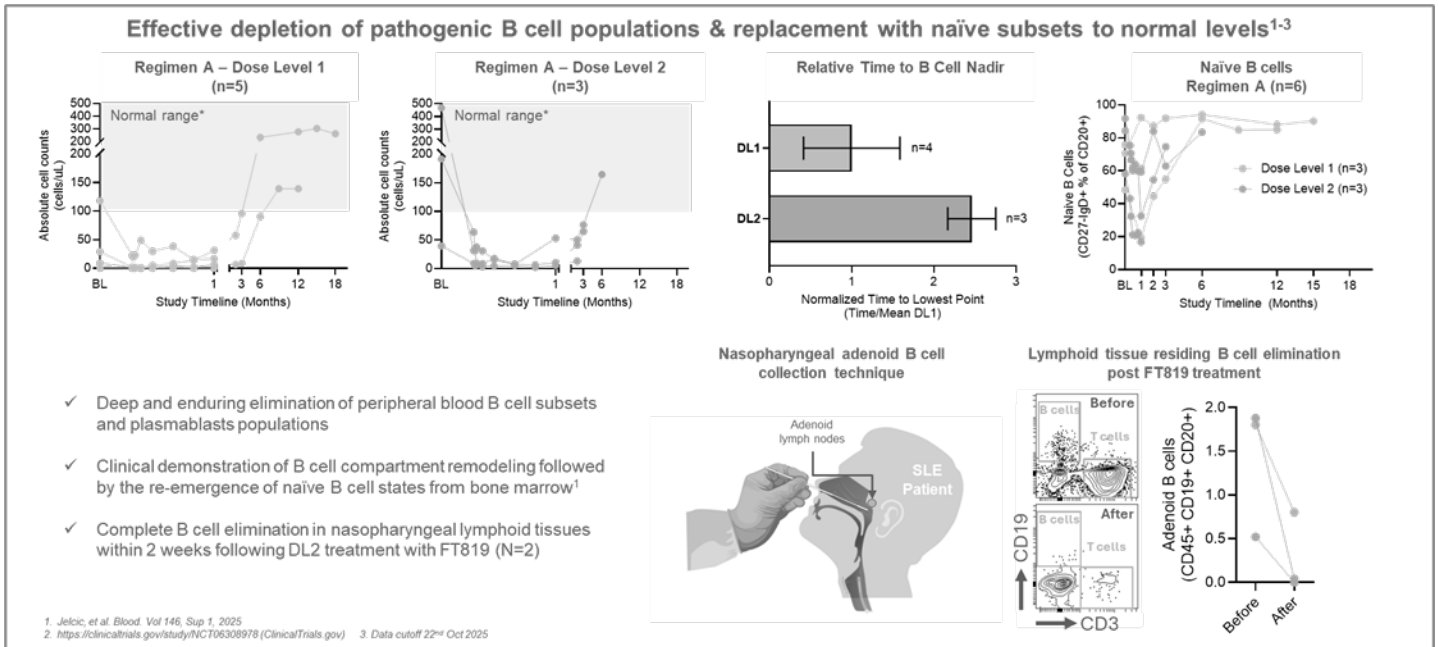 Effective depletion of pathogenic B cell populations & replacement with naïve subsets to normal levels1-3
Regimen A – Dose Level 1
(n=5)
Absolute cell counts
(cells/uL)
500
400
300
200
200
150
100
50
0
Normal range*
BL
1
3
6
12
18
Study Timeline (Months)
Regimen A – Dose Level 2
(n=3)
Absolute cell counts
(cells/uL)
500
400
300
200
200
150
100
50
0
Normal range*
BL
1
3
6
12
18
Study Timeline (Months)
Relative Time to B Cell Nadir
DL1
n=4
DL2
n=3
0
1
2
3
Normalized Time to Lowest Point
(Time/Mean DL1)
Naïve B cells
Regimen A (n=6)
Naïve B Cells
(CD27-IgD+ % of CD20+)
100
80
60
40
20
0
Dose Level 1 (n=3)
Dose Level 2 (n=3)
BL
1
2
3
6
12
15
18
Study Timeline (Months)
✓ Deep and enduring elimination of peripheral blood B cell subsets
and plasmablasts populations
✓ Clinical demonstration of B cell compartment remodeling followed
by the re-emergence of naïve B cell states from bone marrow1
✓ Complete B cell elimination in nasopharyngeal lymphoid tissues
within 2 weeks following DL2 treatment with FT819 (N=2)
Nasopharyngeal adenoid B cell
collection technique
Adenoid
lymph nodes
SLE
Patient
Lymphoid tissue residing B cell elimination
post FT819 treatment
Before
B cells
T cells
After
B cells
T cells
CD19
CD3
Adenoid B cells
(CD45+ CD19+ CD20+)
2.0
1.5
1.0
0.5
0.0
Before
After
1. Jelcic, et al. Blood. Vol 146, Sup 1, 2025
2. https://clinicaltrials.gov/study/NCT06308978 (ClinicalTrials.gov) 3. Data cutoff 22nd Oct 2025